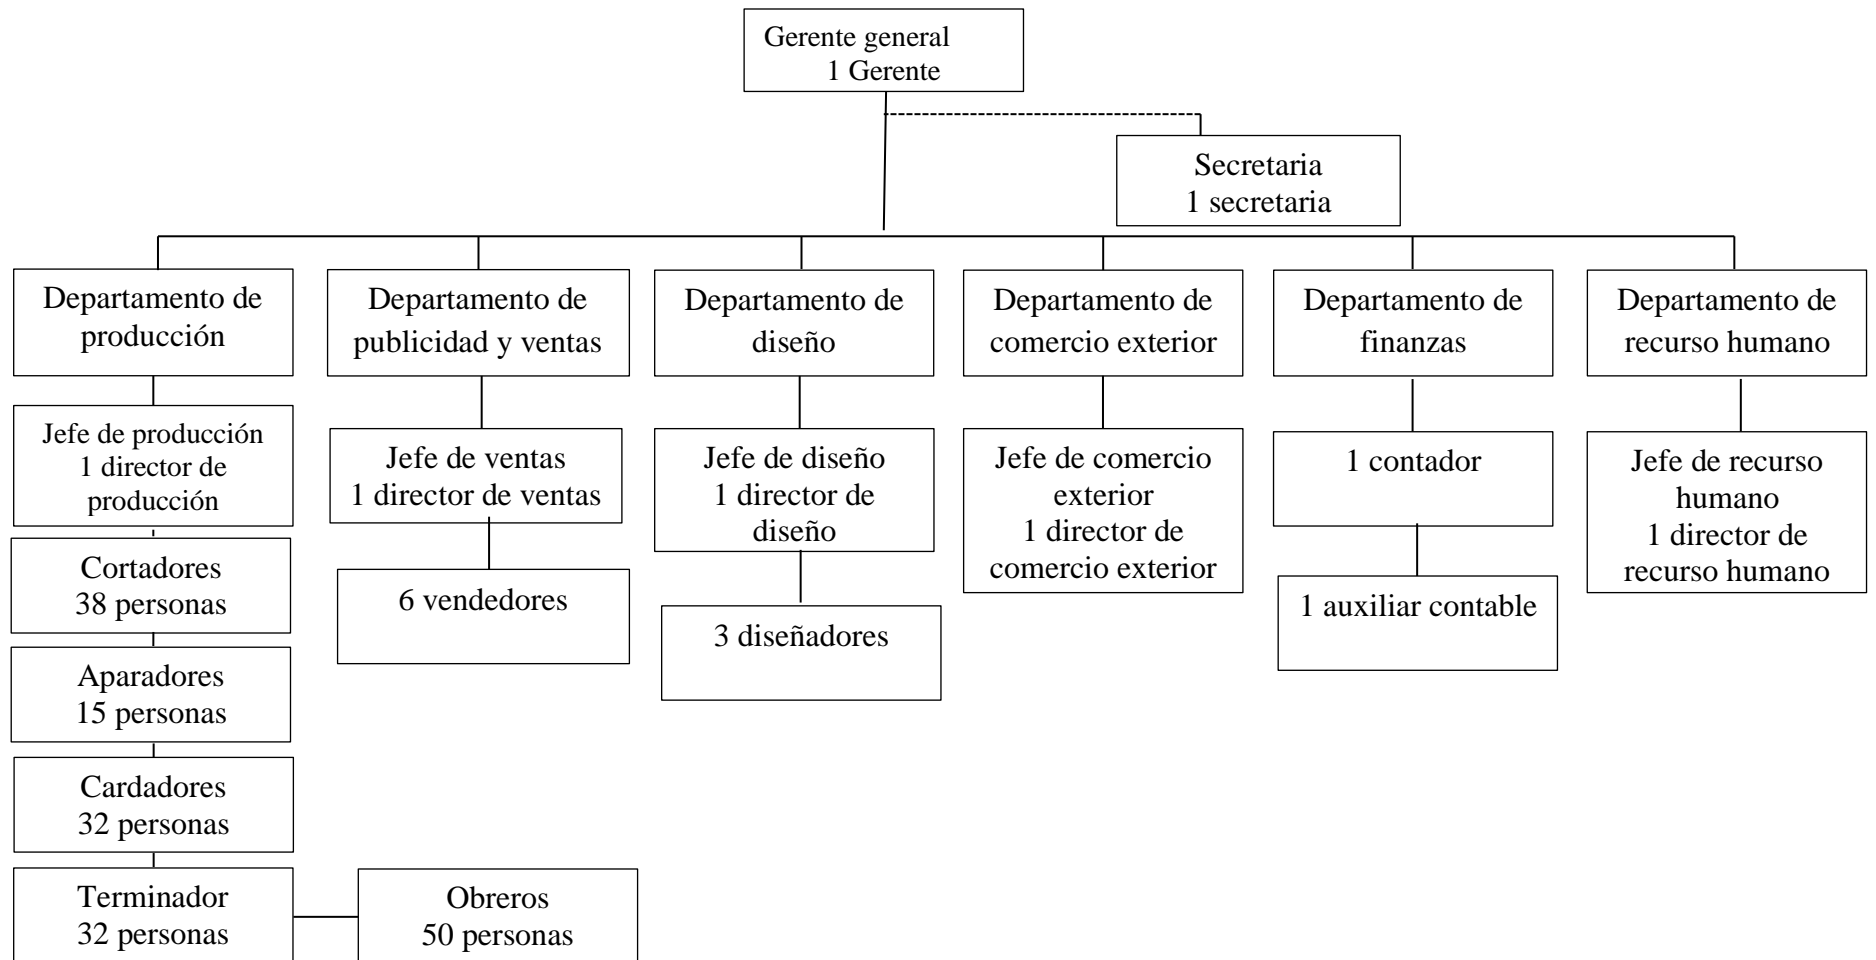 Gerente general
1 Gerente
Secretaria
1 secretaria
Departamento de
producción
Departamento de
publicidad y ventas
Departamento de
diseño
Departamento de
comercio exterior
Departamento de
finanzas
Departamento de
recurso humano
Jefe de producción
1 director de
producción
Jefe de ventas
1 director de ventas
Jefe de diseño
1 director de
diseño
Jefe de comercio
exterior
1 director de
comercio exterior
1 contador
Jefe de recurso
humano
1 director de
recurso humano
Cortadores
38 personas
6 vendedores
3 diseñadores
1 auxiliar contable
Aparadores
15 personas
Cardadores
32 personas
Terminador
32 personas
Obreros
50 personas